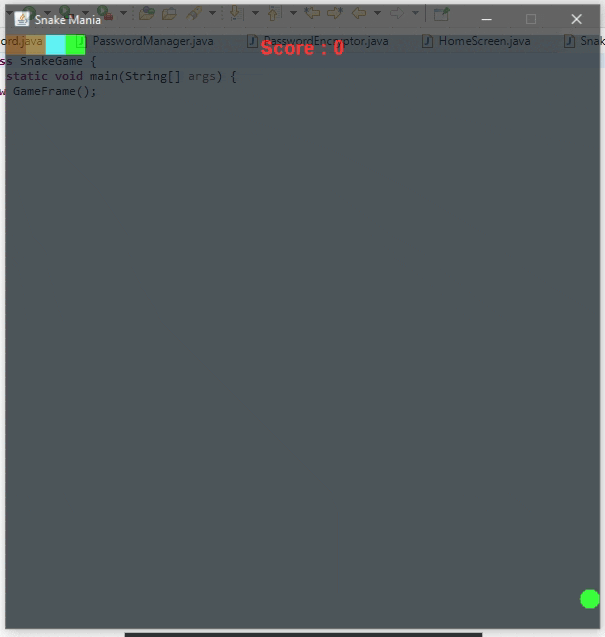 Snake Mania
ord.java PasswordManager.java PasswordEncryptor.java HomeScreen.java Snak
Score : 0
ss SnakeGame {
static void main(String[] args) {
w GameFrame();